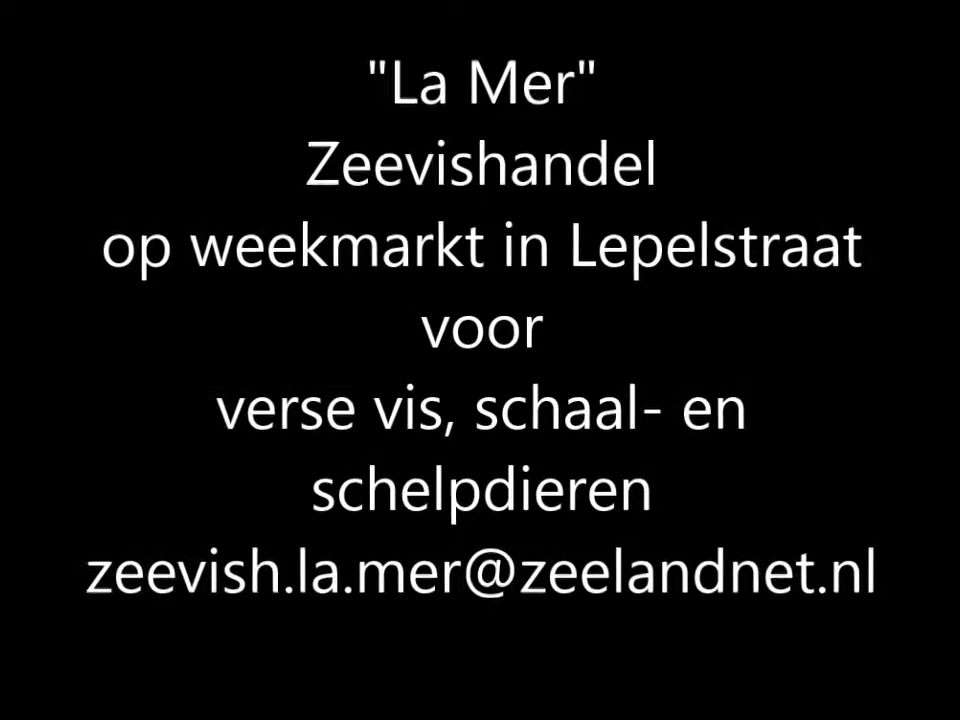 "La Mer"
Zeevishandel
op weekmarkt in Lepelstraat
voor
verse vis, schaal- en
schelpdieren
zeevish.la.mer@zeelandnet.nl